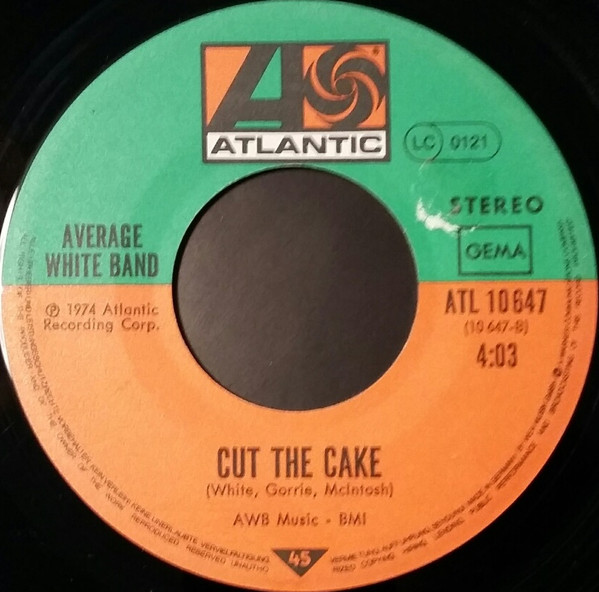 ATLANTIC
LC 0121
STEREO
GEMA
AVERAGE
WHITE BAND
℗ 1974 Atlantic
Recording Corp.
ATL 10 647
(10 647-B)
4:03
CUT THE CAKE
(White, Gorrie, McIntosh)
AWB Music - BMI
45